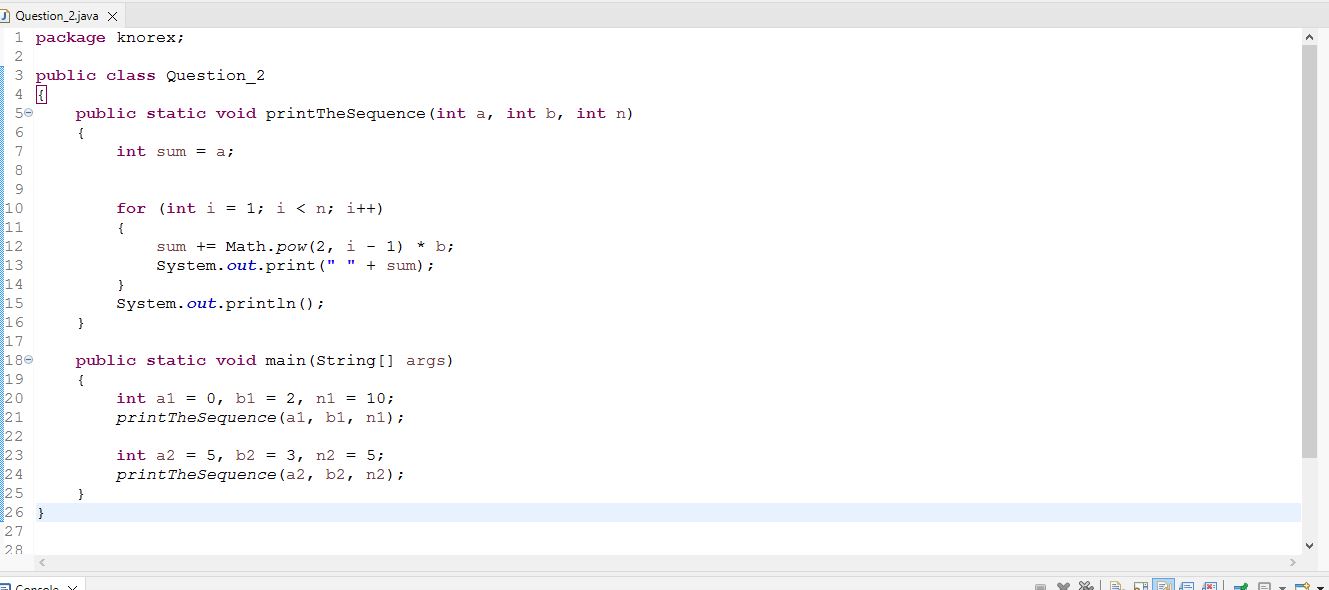 Question_2.java
1 package knorex;
2
3 public class Question_2
4 {
5 public static void printTheSequence(int a, int b, int n)
6 {
7 int sum = a;
8
9
10 for (int i = 1; i < n; i++)
11 {
12 sum += Math.pow(2, i - 1) * b;
13 System.out.print(" " + sum);
14 }
15 System.out.println();
16 }
17
18 public static void main(String[] args)
19 {
20 int a1 = 0, b1 = 2, n1 = 10;
21 printTheSequence(a1, b1, n1);
22
23 int a2 = 5, b2 = 3, n2 = 5;
24 printTheSequence(a2, b2, n2);
25 }
26 }
27
28
Console